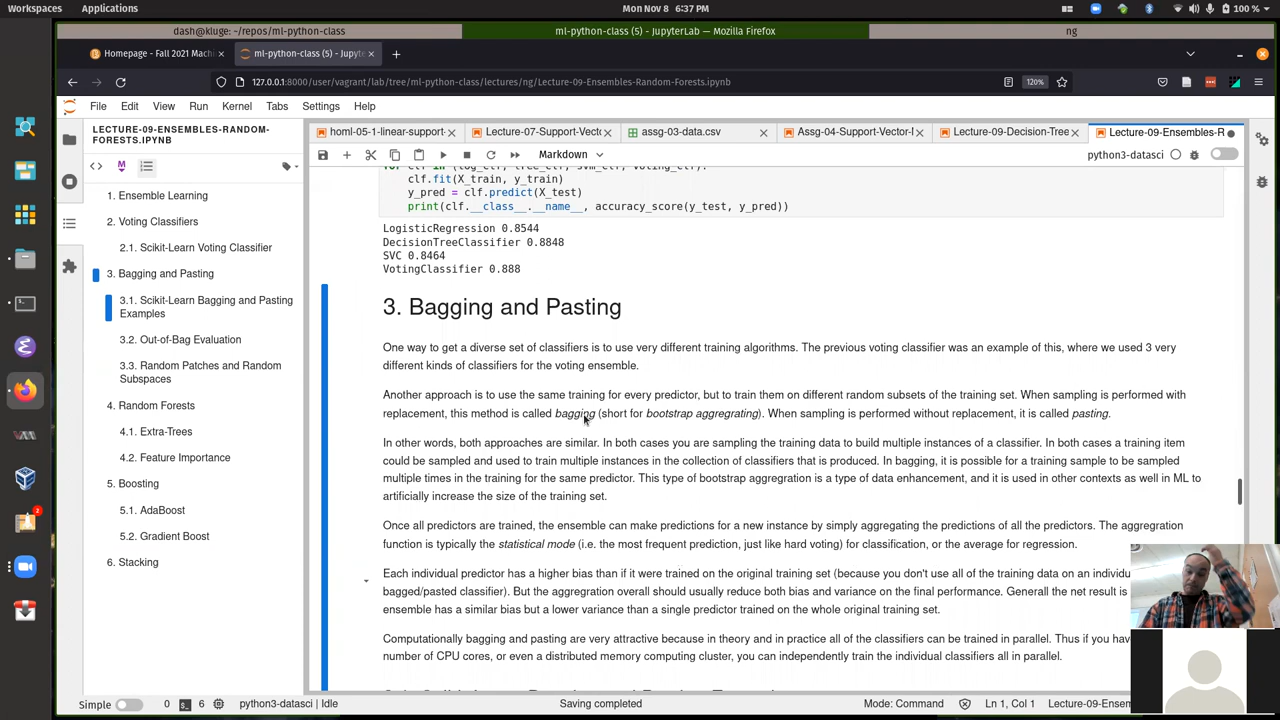 Workspaces Applications Mon Nov 8 6:37 PM 100 %
dash@kluge: ~/repos/ml-python-class ml-python-class (5) - JupyterLab — Mozilla Firefox ng
Homepage - Fall 2021 Machi ml-python-class (5) - Jupyte
127.0.0.1:8000/user/vagrant/lab/tree/ml-python-class/lectures/ng/Lecture-09-Ensembles-Random-Forests.ipynb 120%
File Edit View Run Kernel Tabs Settings Help
LECTURE-09-ENSEMBLES-RANDOM-
FORESTS.IPYNB
homl-05-1-linear-support- Lecture-07-Support-Vect assg-03-data.csv Assg-04-Support-Vector-I Lecture-09-Decision-Tree Lecture-09-Ensembles-R
Markdown python3-datasci
1. Ensemble Learning
2. Voting Classifiers
2.1. Scikit-Learn Voting Classifier
3. Bagging and Pasting
3.1. Scikit-Learn Bagging and Pasting
Examples
3.2. Out-of-Bag Evaluation
3.3. Random Patches and Random
Subspaces
4. Random Forests
4.1. Extra-Trees
4.2. Feature Importance
5. Boosting
5.1. AdaBoost
5.2. Gradient Boost
6. Stacking
for clf in (log_clf, tree_clf, svm_clf, voting_clf):
clf.fit(X_train, y_train)
y_pred = clf.predict(X_test)
print(clf.__class__.__name__, accuracy_score(y_test, y_pred))
LogisticRegression 0.8544
DecisionTreeClassifier 0.8848
SVC 0.8464
VotingClassifier 0.888
3. Bagging and Pasting
One way to get a diverse set of classifiers is to use very different training algorithms. The previous voting classifier was an example of this, where we used 3 very
different kinds of classifiers for the voting ensemble.
Another approach is to use the same training for every predictor, but to train them on different random subsets of the training set. When sampling is performed with
replacement, this method is called bagging (short for bootstrap aggregrating). When sampling is performed without replacement, it is called pasting.
In other words, both approaches are similar. In both cases you are sampling the training data to build multiple instances of a classifier. In both cases a training item
could be sampled and used to train multiple instances in the collection of classifiers that is produced. In bagging, it is possible for a training sample to be sampled
multiple times in the training for the same predictor. This type of bootstrap aggregration is a type of data enhancement, and it is used in other contexts as well in ML to
artificially increase the size of the training set.
Once all predictors are trained, the ensemble can make predictions for a new instance by simply aggregating the predictions of all the predictors. The aggregration
function is typically the statistical mode (i.e. the most frequent prediction, just like hard voting) for classification, or the average for regression.
Each individual predictor has a higher bias than if it were trained on the original training set (because you don't use all of the training data on an individu
bagged/pasted classifier). But the aggregration overall should usually reduce both bias and variance on the final performance. Generall the net result is
ensemble has a similar bias but a lower variance than a single predictor trained on the whole original training set.
Computationally bagging and pasting are very attractive because in theory and in practice all of the classifiers can be trained in parallel. Thus if you hav
number of CPU cores, or even a distributed memory computing cluster, you can independently train the individual classifiers all in parallel.
Simple 0 6 python3-datasci | Idle Saving completed Mode: Command Ln 1, Col 1 Lecture-09-Ensem